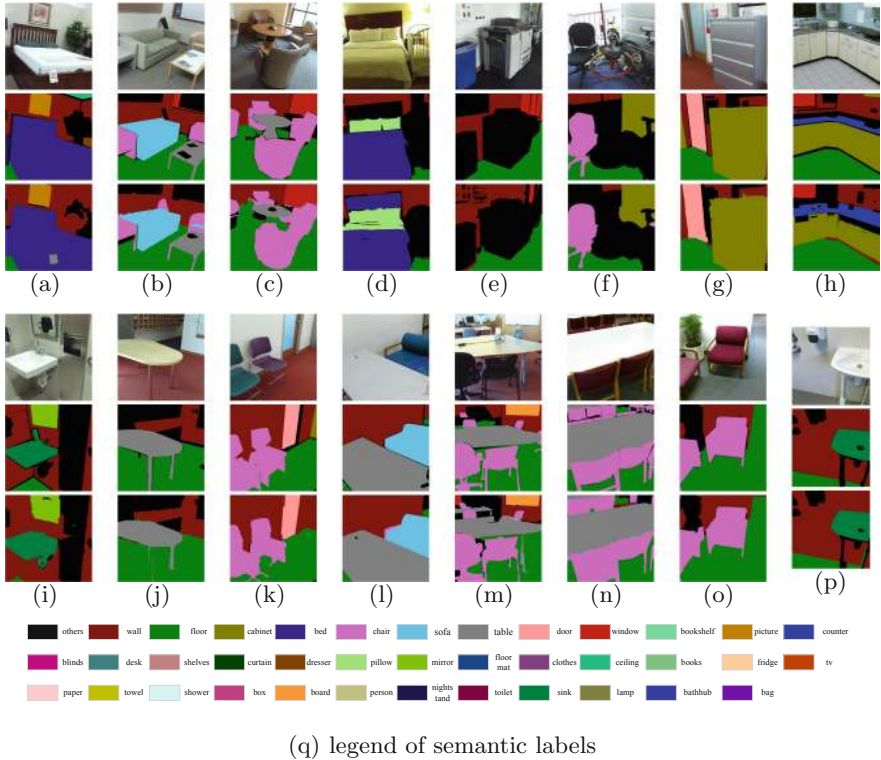 (a) (b) (c) (d) (e) (f) (g) (h)
(i) (j) (k) (l) (m) (n) (o) (p)
others wall floor cabinet bed chair sofa table door window bookshelf picture counter
blinds desk shelves curtain dresser pillow mirror floor mat clothes ceiling books fridge tv
paper towel shower box board person nights tand toilet sink lamp bathhub bag
(q) legend of semantic labels